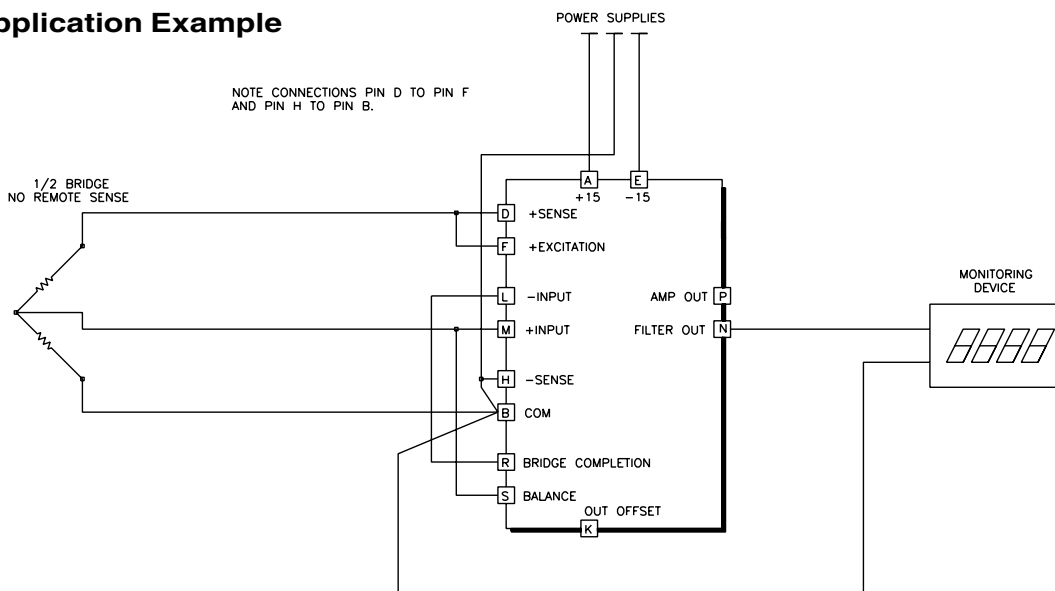 pplication Example
POWER SUPPLIES
NOTE CONNECTIONS PIN D TO PIN F
AND PIN H TO PIN B.
1/2 BRIDGE
NO REMOTE SENSE
A
E
+15
-15
D +SENSE
F +EXCITATION
L -INPUT
AMP OUT P
M +INPUT
FILTER OUT N
MONITORING
DEVICE
8888
H -SENSE
B COM
R BRIDGE COMPLETION
S BALANCE
OUT OFFSET
K